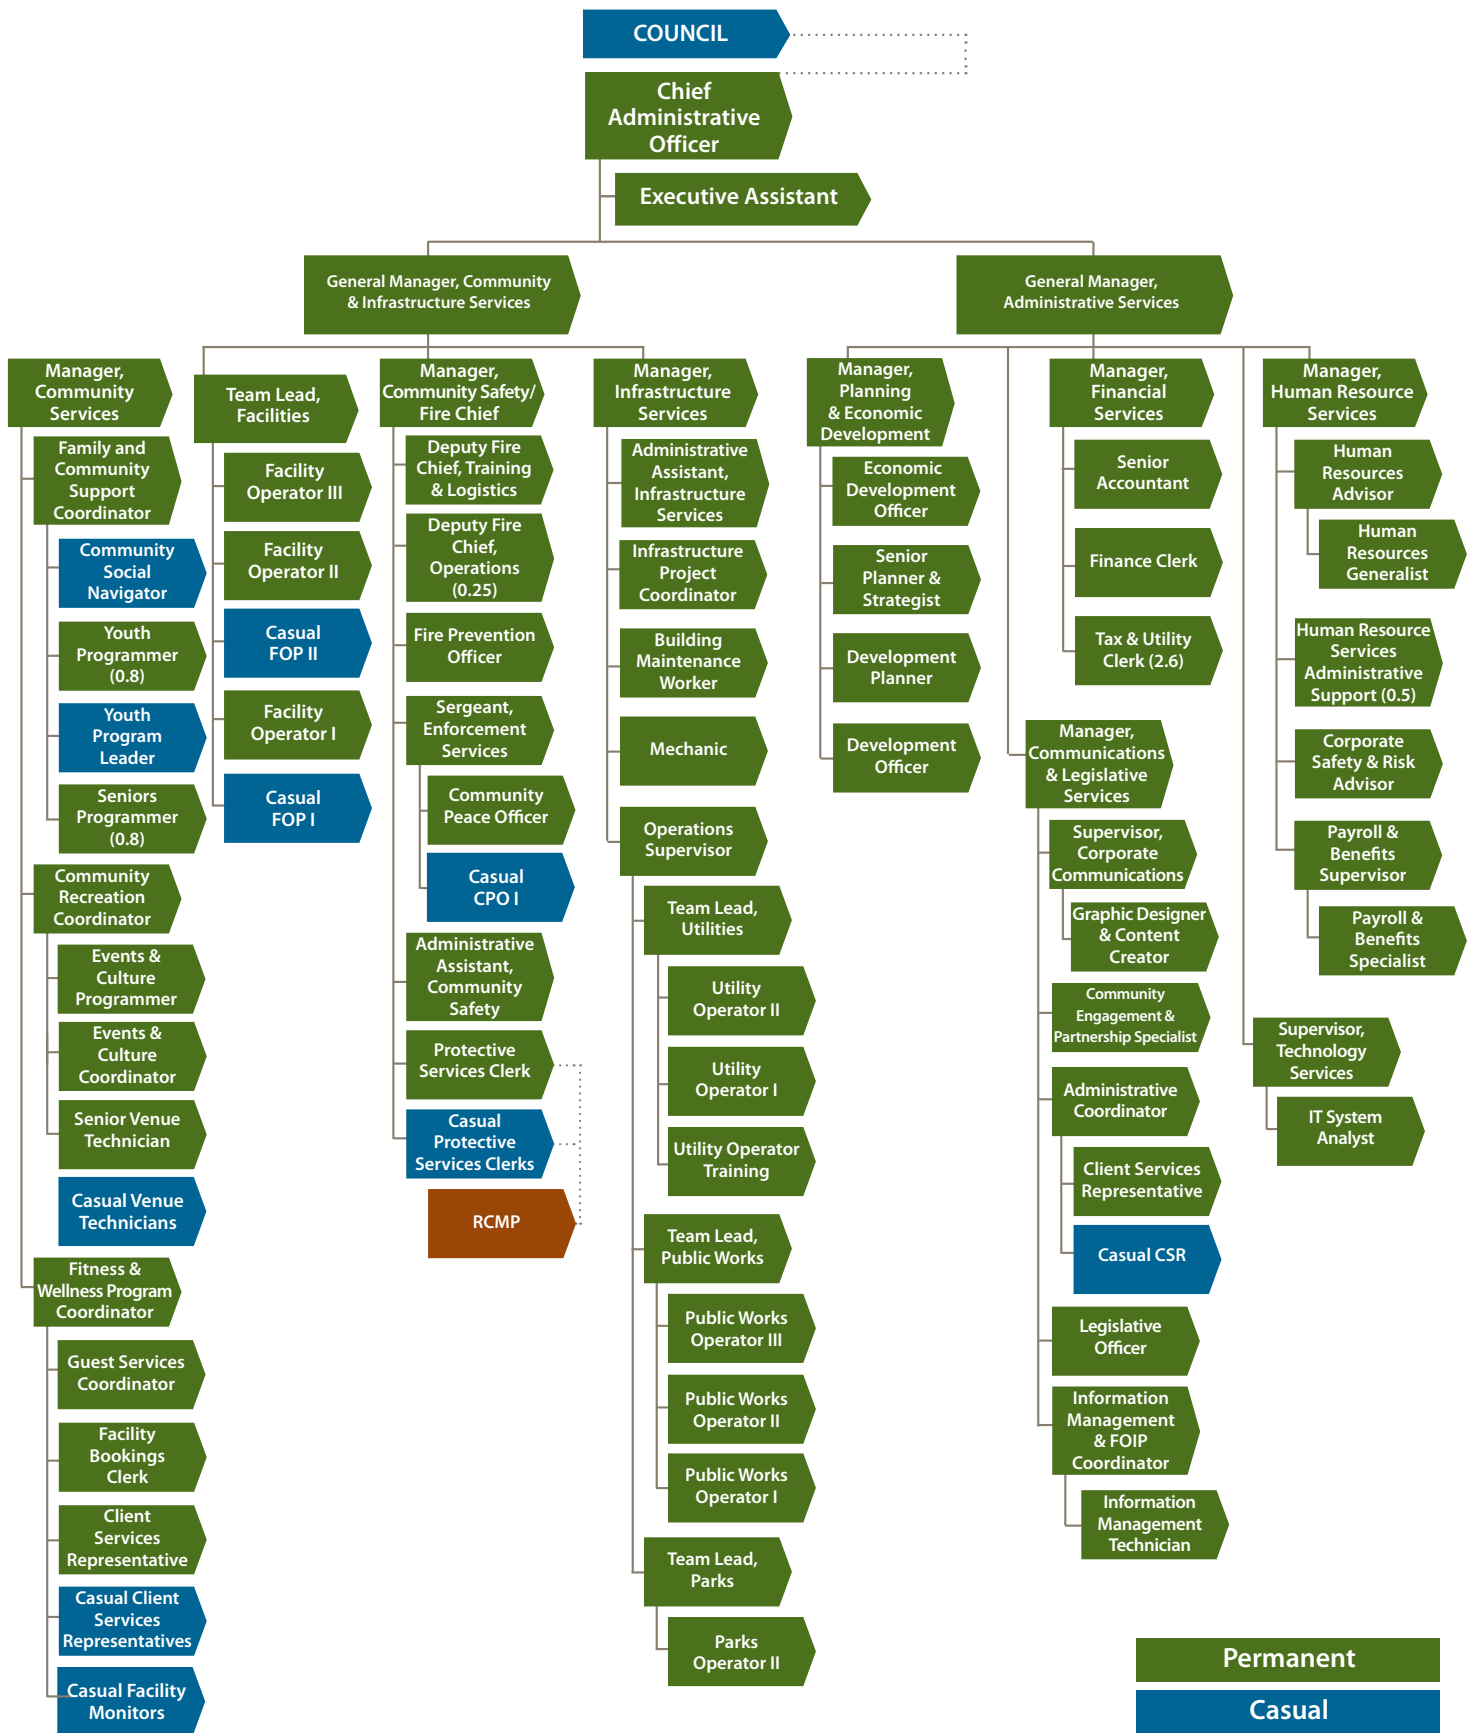 COUNCIL
Chief
Administrative
Officer
Executive Assistant
General Manager, Community
& Infrastructure Services
General Manager,
Administrative Services
Manager,
Community
Services
Family and
Community
Support
Coordinator
Community
Social
Navigator
Youth
Programmer
(0.8)
Youth
Program
Leader
Seniors
Programmer
(0.8)
Community
Recreation
Coordinator
Events &
Culture
Programmer
Events &
Culture
Coordinator
Senior Venue
Technician
Casual Venue
Technicians
Fitness &
Wellness Program
Coordinator
Guest Services
Coordinator
Facility
Bookings
Clerk
Client
Services
Representative
Casual Client
Services
Representatives
Casual Facility
Monitors
Team Lead,
Facilities
Facility
Operator III
Facility
Operator II
Casual
FOP II
Facility
Operator I
Casual
FOP I
Manager,
Community Safety/
Fire Chief
Deputy Fire
Chief, Training
& Logistics
Deputy Fire
Chief,
Operations
(0.25)
Fire Prevention
Officer
Sergeant,
Enforcement
Services
Community
Peace Officer
Casual
CPO I
Administrative
Assistant,
Community
Safety
Protective
Services Clerk
Casual
Protective
Services Clerks
RCMP
Manager,
Infrastructure
Services
Administrative
Assistant,
Infrastructure
Services
Infrastructure
Project
Coordinator
Building
Maintenance
Worker
Mechanic
Operations
Supervisor
Team Lead,
Utilities
Utility
Operator II
Utility
Operator I
Utility Operator
Training
Team Lead,
Public Works
Public Works
Operator III
Public Works
Operator II
Public Works
Operator I
Team Lead,
Parks
Parks
Operator II
Manager,
Planning
& Economic
Development
Economic
Development
Officer
Senior
Planner &
Strategist
Development
Planner
Development
Officer
Manager,
Financial
Services
Senior
Accountant
Finance Clerk
Tax & Utility
Clerk (2.6)
Manager,
Communications
& Legislative
Services
Supervisor,
Corporate
Communications
Graphic Designer
& Content
Creator
Community
Engagement &
Partnership Specialist
Administrative
Coordinator
Client Services
Representative
Casual CSR
Legislative
Officer
Information
Management
& FOIP
Coordinator
Information
Management
Technician
Manager,
Human Resource
Services
Human
Resources
Advisor
Human
Resources
Generalist
Human Resource
Services
Administrative
Support (0.5)
Corporate
Safety & Risk
Advisor
Payroll &
Benefits
Supervisor
Payroll &
Benefits
Specialist
Supervisor,
Technology
Services
IT System
Analyst
Permanent
Casual